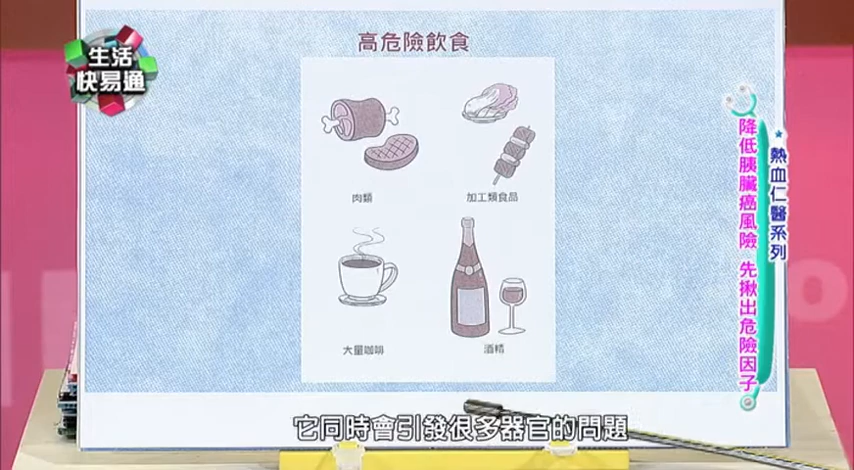 生活
快易通
高危險飲食
肉類
加工類食品
大量咖啡
酒精
熱血仁醫系列
降低胰臟癌風險 先揪出危險因子
它同時會引發很多器官的問題